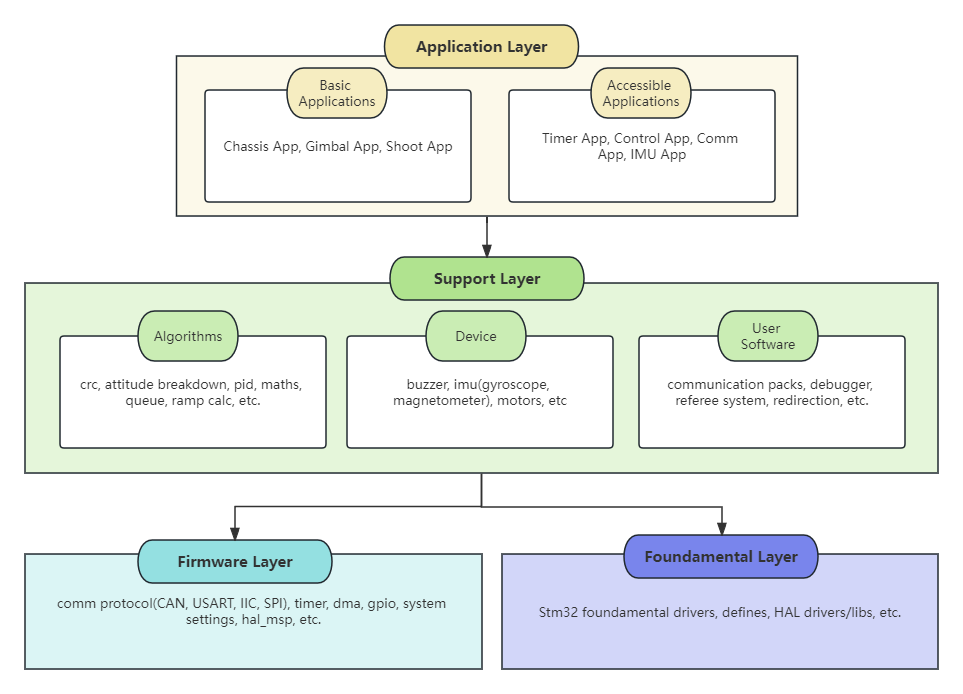 Application Layer
Basic
Applications
Chassis App, Gimbal App, Shoot App
Accessible
Applications
Timer App, Control App, Comm
App, IMU App
Support Layer
Algorithms
crc, attitude breakdown, pid, maths,
queue, ramp calc, etc.
Device
buzzer, imu(gyroscope,
magnetometer), motors, etc
User
Software
communication packs, debugger,
referee system, redirection, etc.
Firmware Layer
comm protocol(CAN, USART, IIC, SPI), timer, dma, gpio, system
settings, hal_msp, etc.
Foundamental Layer
Stm32 foundamental drivers, defines, HAL drivers/libs, etc.